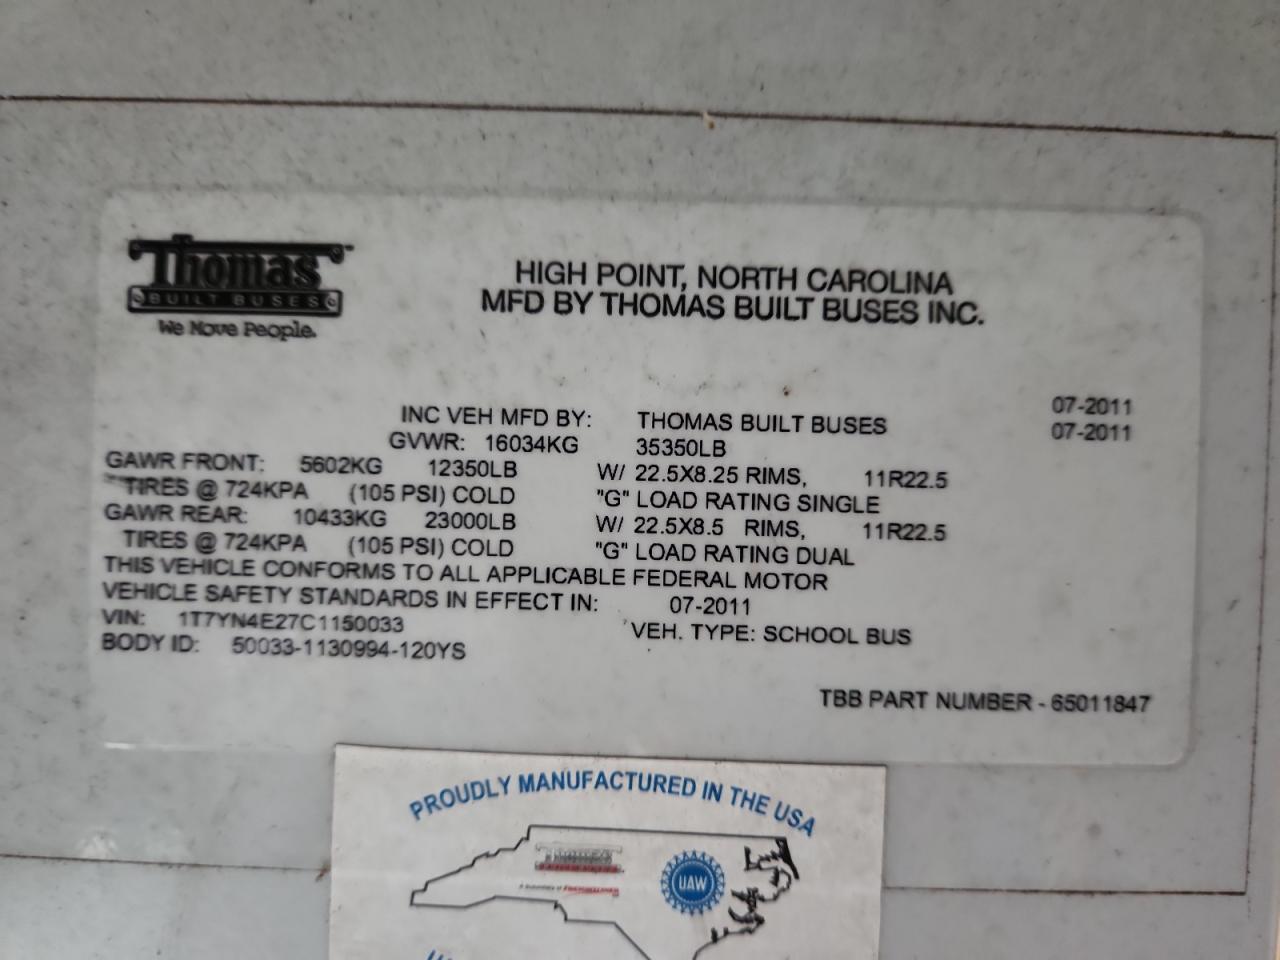 Thomas
BUILT BUSES
We Move People.
HIGH POINT, NORTH CAROLINA
MFD BY THOMAS BUILT BUSES INC.
INC VEH MFD BY: THOMAS BUILT BUSES 07-2011
07-2011
GVWR: 16034KG 35350LB
GAWR FRONT: 5602KG 12350LB W/ 22.5X8.25 RIMS, 11R22.5
TIRES @ 724KPA (105 PSI) COLD "G" LOAD RATING SINGLE
GAWR REAR: 10433KG 23000LB W/ 22.5X8.5 RIMS, 11R22.5
TIRES @ 724KPA (105 PSI) COLD "G" LOAD RATING DUAL
THIS VEHICLE CONFORMS TO ALL APPLICABLE FEDERAL MOTOR
VEHICLE SAFETY STANDARDS IN EFFECT IN: 07-2011
VIN: 1T7YN4E27C1150033 VEH. TYPE: SCHOOL BUS
BODY ID: 50033-1130994-120YS
TBB PART NUMBER - 65011847
PROUDLY MANUFACTURED IN THE USA
THOMAS
UAW